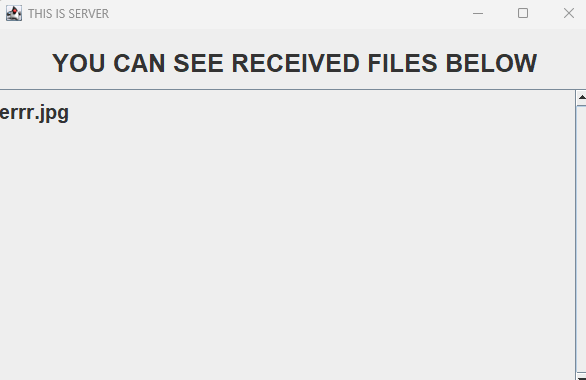 THIS IS SERVER
YOU CAN SEE RECEIVED FILES BELOW
errr.jpg